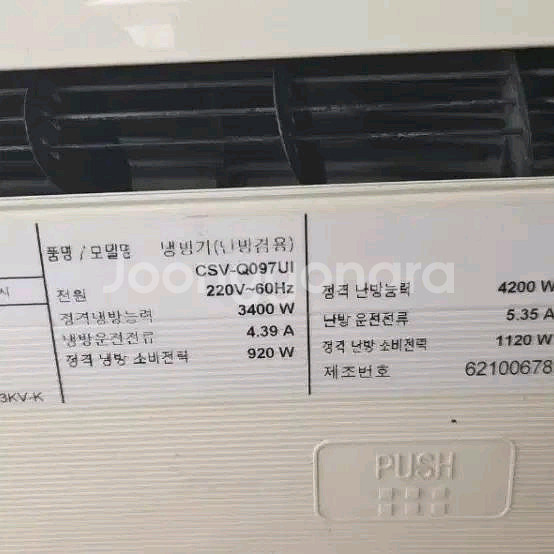 품명 / 모델명 냉방기(난방겸용)
CSV-Q097UI
전원 220V~60Hz
정격냉방능력 3400 W
냉방운전전류 4.39 A
정격 냉방 소비전력 920 W
정격 난방능력 4200 W
난방 운전전류 5.35 A
정격 난방 소비전력 1120 W
제조번호 62100678
시
3KV-K
PUSH
Joonggonara